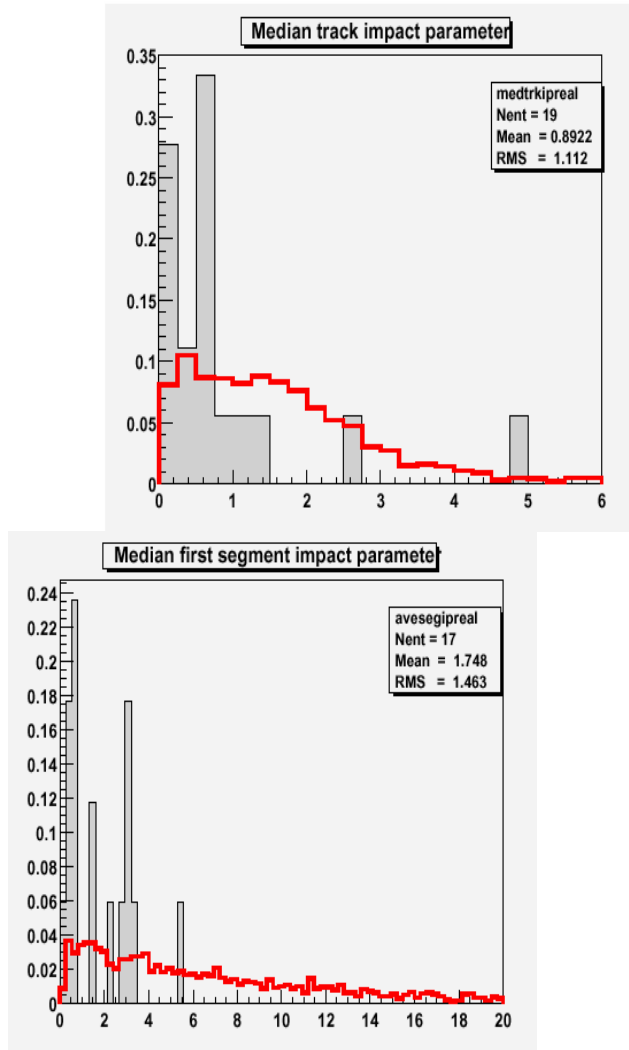 Median track impact parameter
0.35
0.3
0.25
0.2
0.15
0.1
0.05
0
medtrkipreal
Nent = 19
Mean = 0.8922
RMS = 1.112
0 1 2 3 4 5 6
Median first segment impact parameter
0.24
0.22
0.2
0.18
0.16
0.14
0.12
0.1
0.08
0.06
0.04
0.02
0
avesegipreal
Nent = 17
Mean = 1.748
RMS = 1.463
0 2 4 6 8 10 12 14 16 18 20